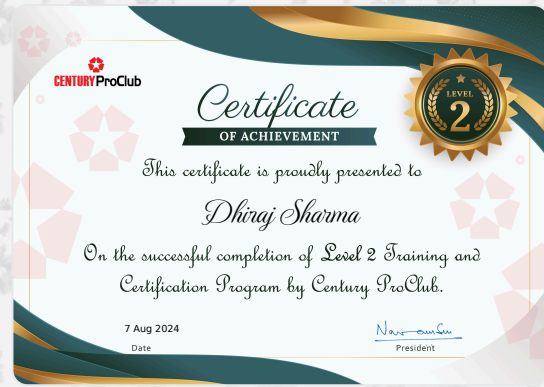 CENTURY ProClub
Certificate
OF ACHIEVEMENT
LEVEL
2
This certificate is proudly presented to
Dhiraj Sharma
On the successful completion of Level 2 Training and
Certification Program by Century ProClub.
7 Aug 2024
Date
President